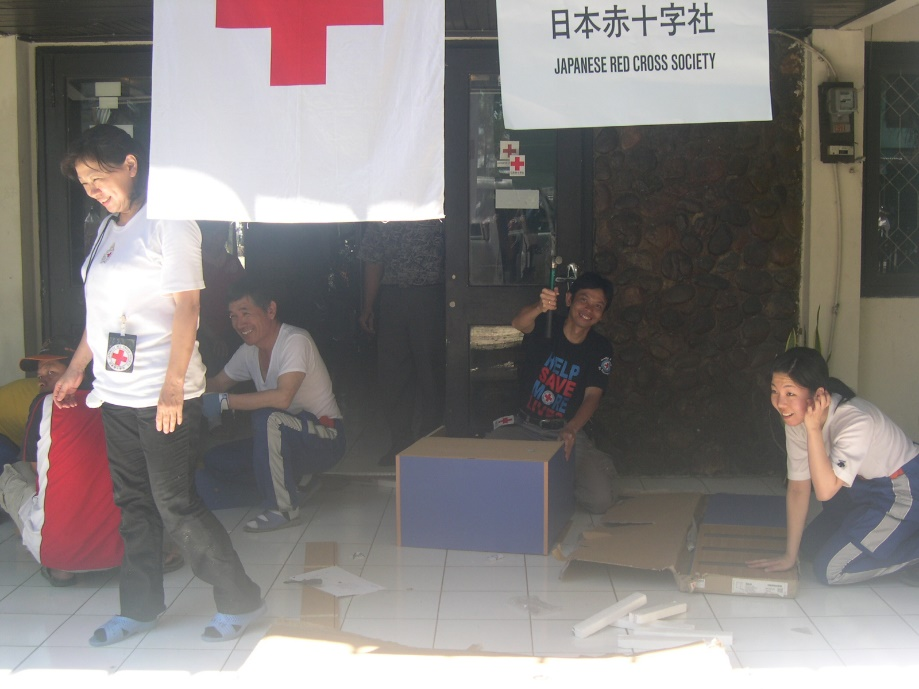 日本赤十字社
JAPANESE RED CROSS SOCIETY
HELP
SAVE
MORE
LIVES